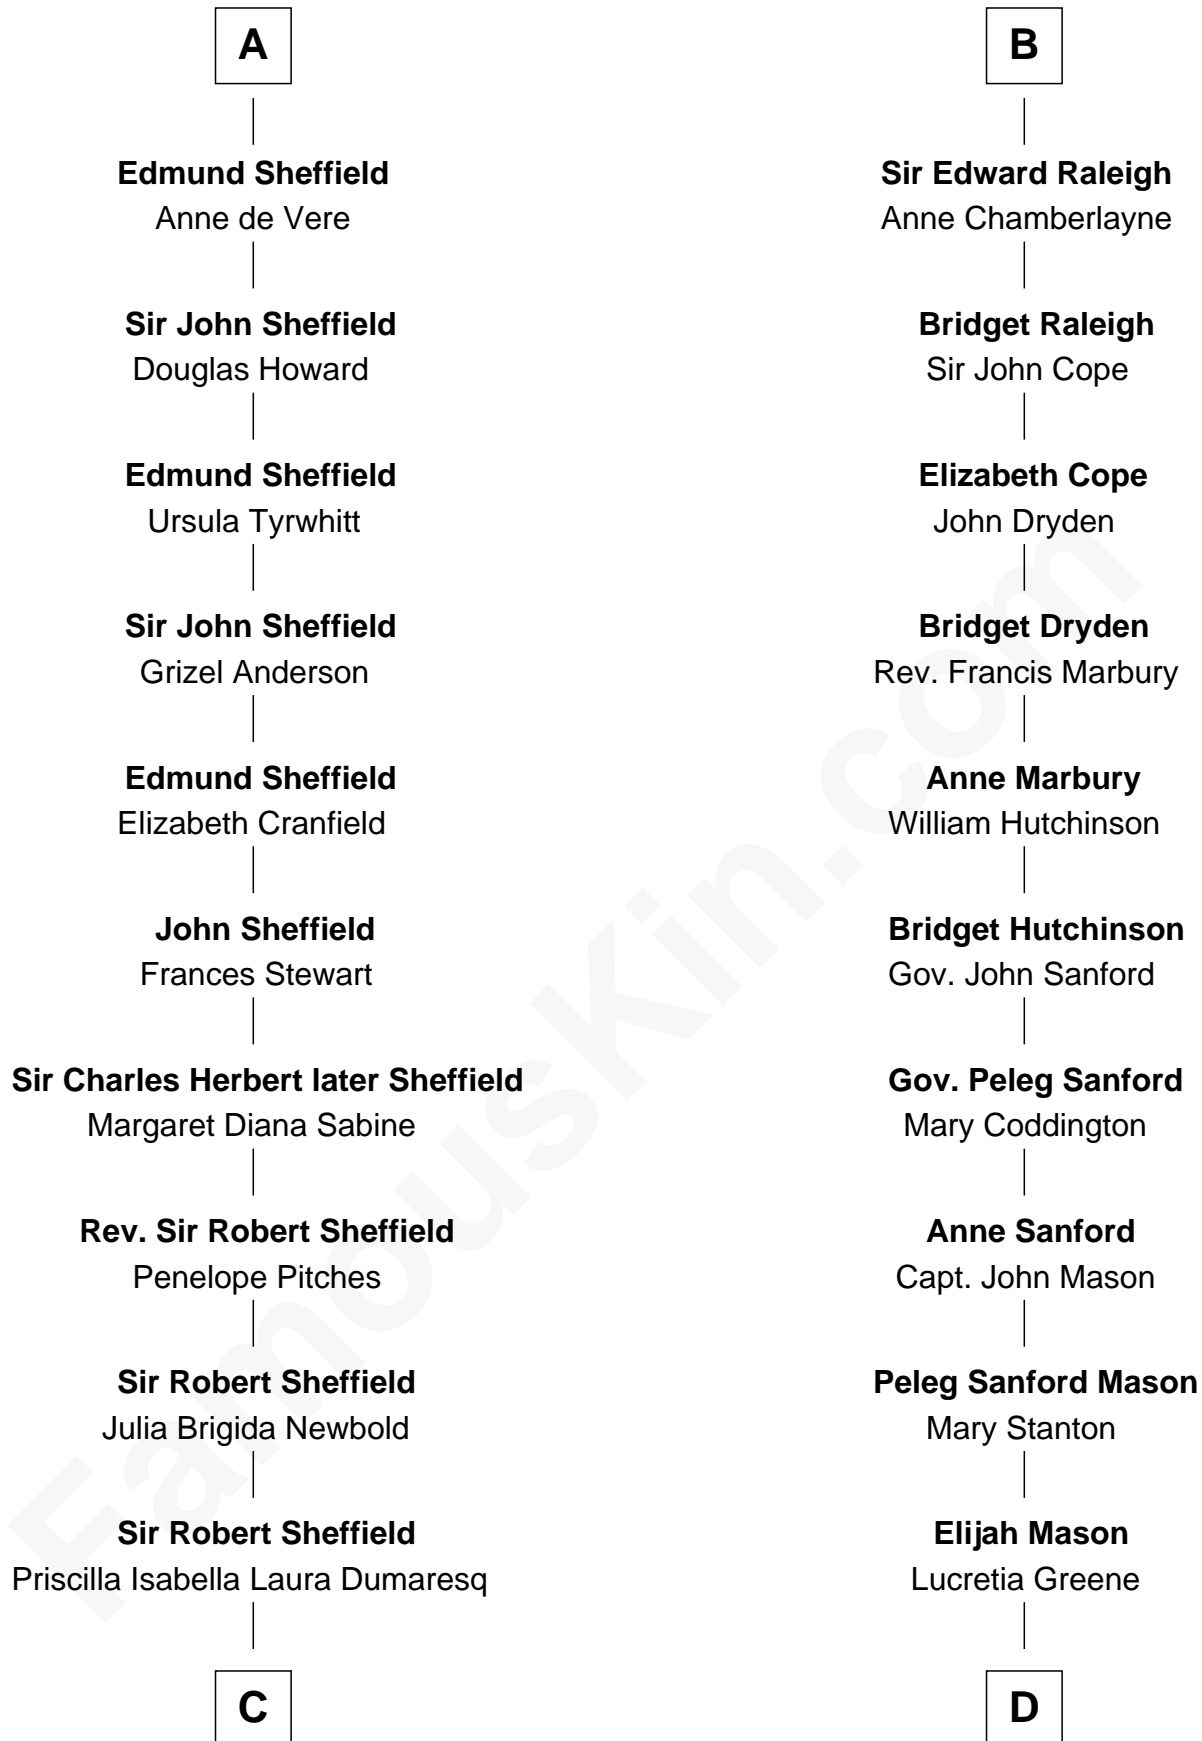 A
Edmund Sheffield
Anne de Vere
Sir John Sheffield
Douglas Howard
Edmund Sheffield
Ursula Tyrwhitt
Sir John Sheffield
Grizel Anderson
Edmund Sheffield
Elizabeth Cranfield
John Sheffield
Frances Stewart
Sir Charles Herbert later Sheffield
Margaret Diana Sabine
Rev. Sir Robert Sheffield
Penelope Pitches
Sir Robert Sheffield
Julia Brigida Newbold
Sir Robert Sheffield
Priscilla Isabella Laura Dumaresq
C
B
Sir Edward Raleigh
Anne Chamberlayne
Bridget Raleigh
Sir John Cope
Elizabeth Cope
John Dryden
Bridget Dryden
Rev. Francis Marbury
Anne Marbury
William Hutchinson
Bridget Hutchinson
Gov. John Sanford
Gov. Peleg Sanford
Mary Coddington
Anne Sanford
Capt. John Mason
Peleg Sanford Mason
Mary Stanton
Elijah Mason
Lucretia Greene
D
FamousKin.com